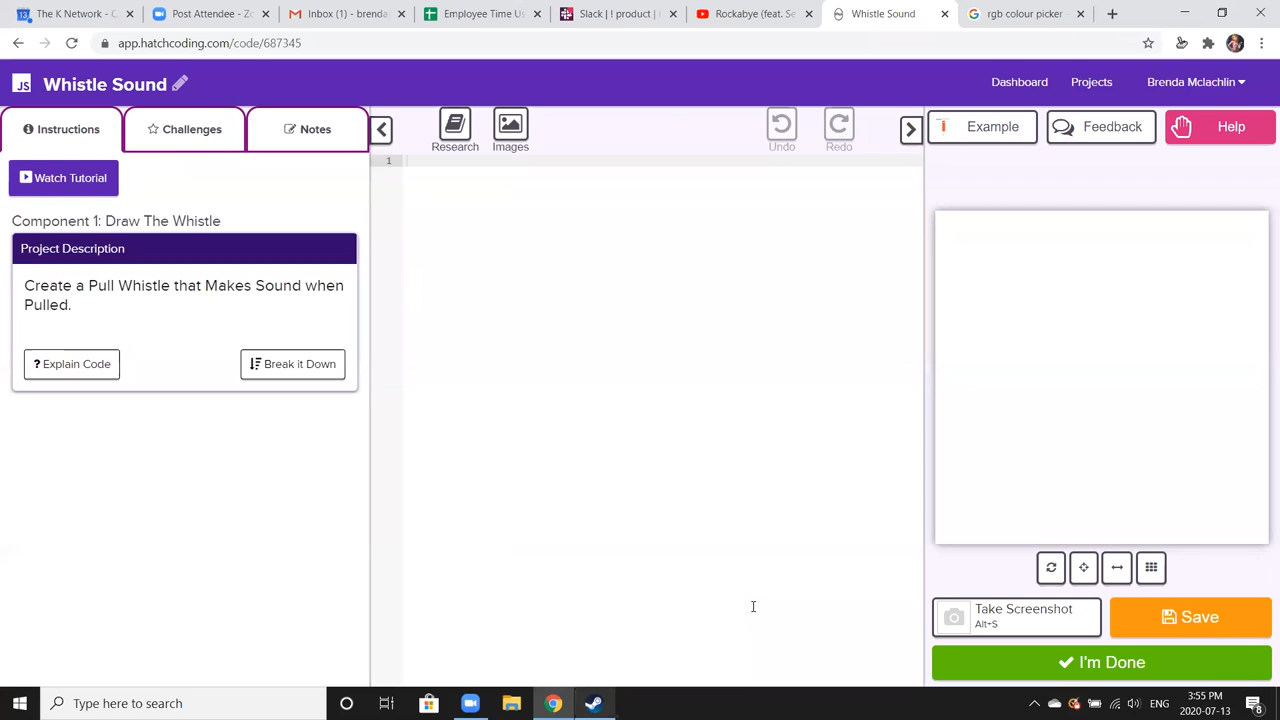 13 The K Network - C
Post Attendee - Zo
Inbox (1) - brenda
Employee Time Us
Slack | ! product |
Rockabye (feat. Se
Whistle Sound
rgb colour picker
app.hatchcoding.com/code/687345
JS Whistle Sound
Dashboard
Projects
Brenda Mclachlin
Instructions
Challenges
Notes
Research
Images
Undo
Redo
Example
Feedback
Help
1
Watch Tutorial
Component 1: Draw The Whistle
Project Description
Create a Pull Whistle that Makes Sound when
Pulled.
? Explain Code
Break it Down
Take Screenshot
Alt+S
Save
I'm Done
Type here to search
ENG
3:55 PM
2020-07-13
8